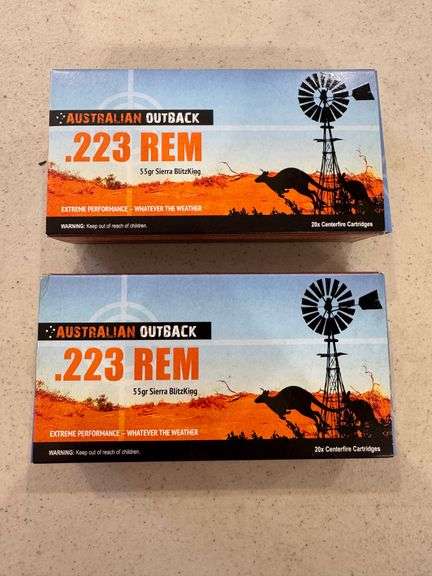 AUSTRALIAN OUTBACK
.223 REM
55gr Sierra BlitzKing
EXTREME PERFORMANCE – WHATEVER THE WEATHER
WARNING: Keep out of reach of children.
20x Centerfire Cartridges
AUSTRALIAN OUTBACK
.223 REM
55gr Sierra BlitzKing
EXTREME PERFORMANCE – WHATEVER THE WEATHER
WARNING: Keep out of reach of children.
20x Centerfire Cartridges